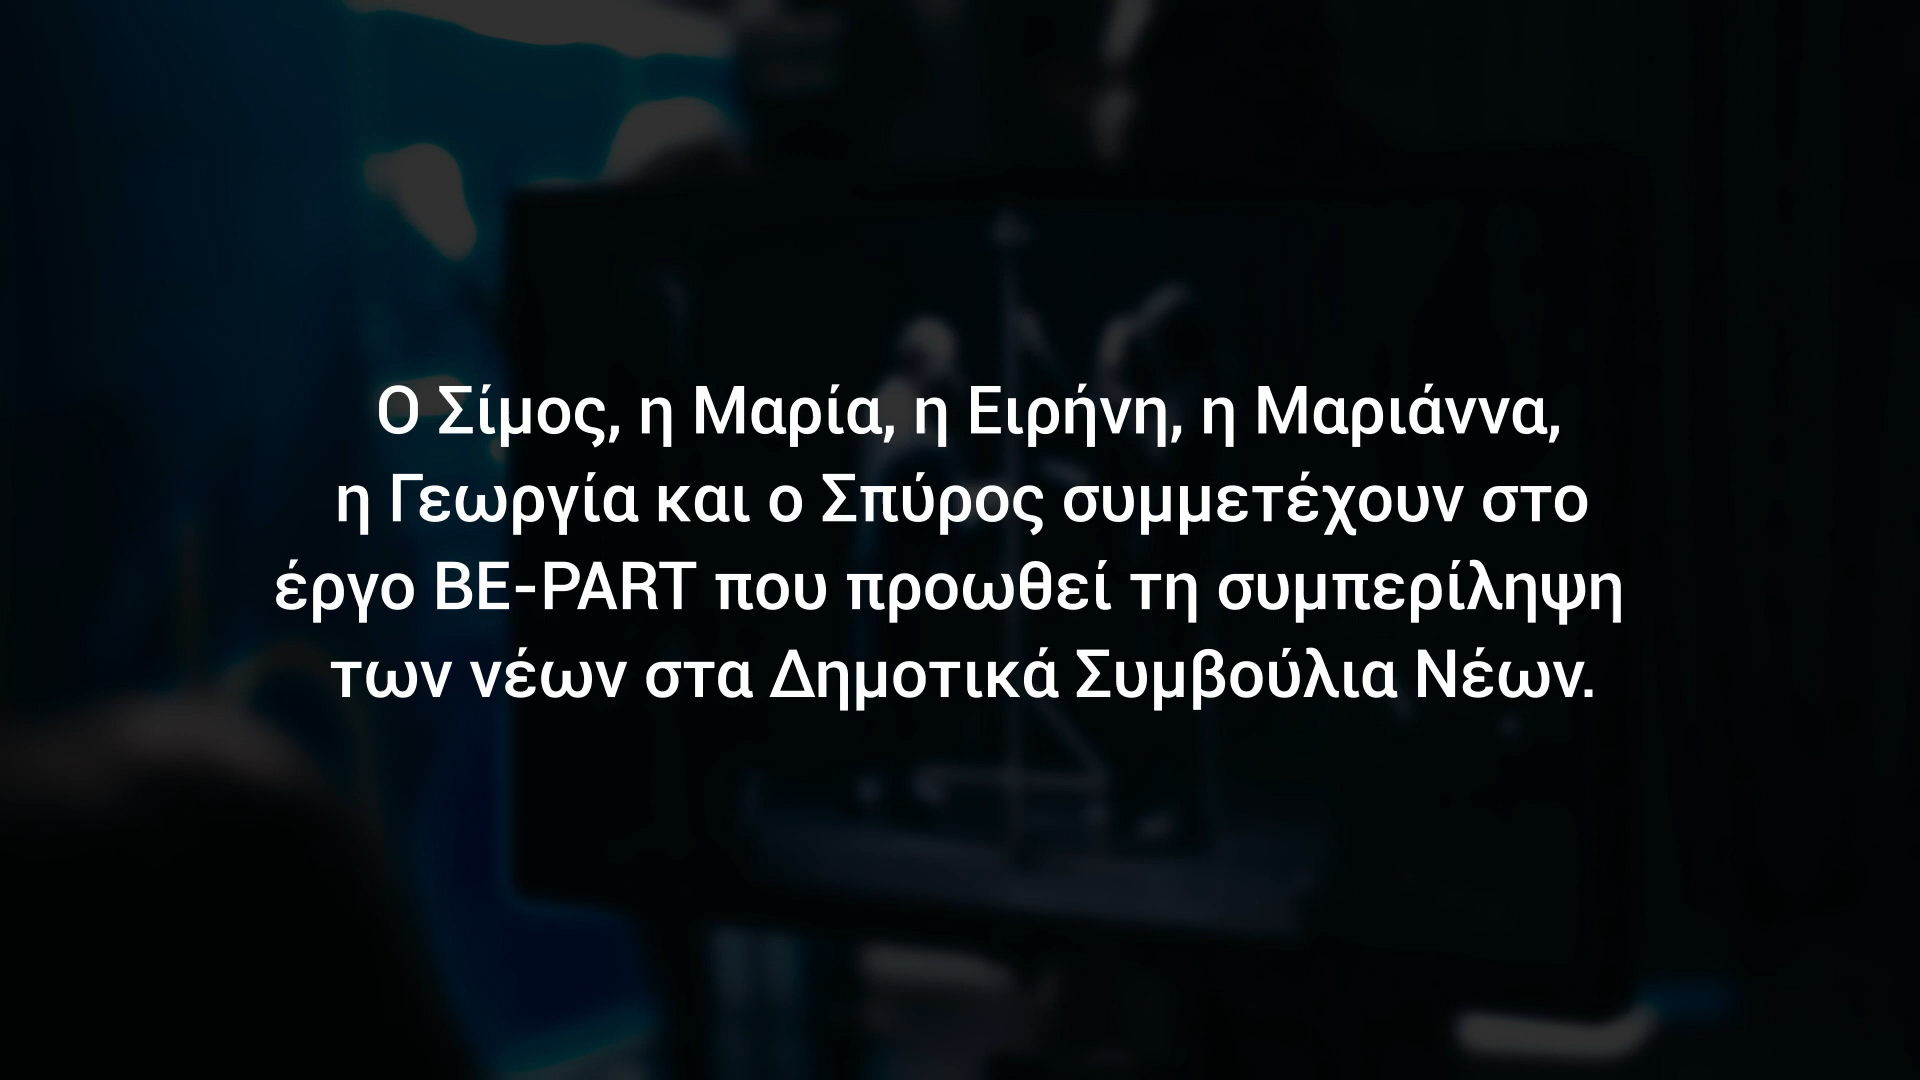 Ο Σίμος, η Μαρία, η Ειρήνη, η Μαριάννα,
η Γεωργία και ο Σπύρος συμμετέχουν στο
έργο BE-PART που προωθεί τη συμπερίληψη
των νέων στα Δημοτικά Συμβούλια Νέων.